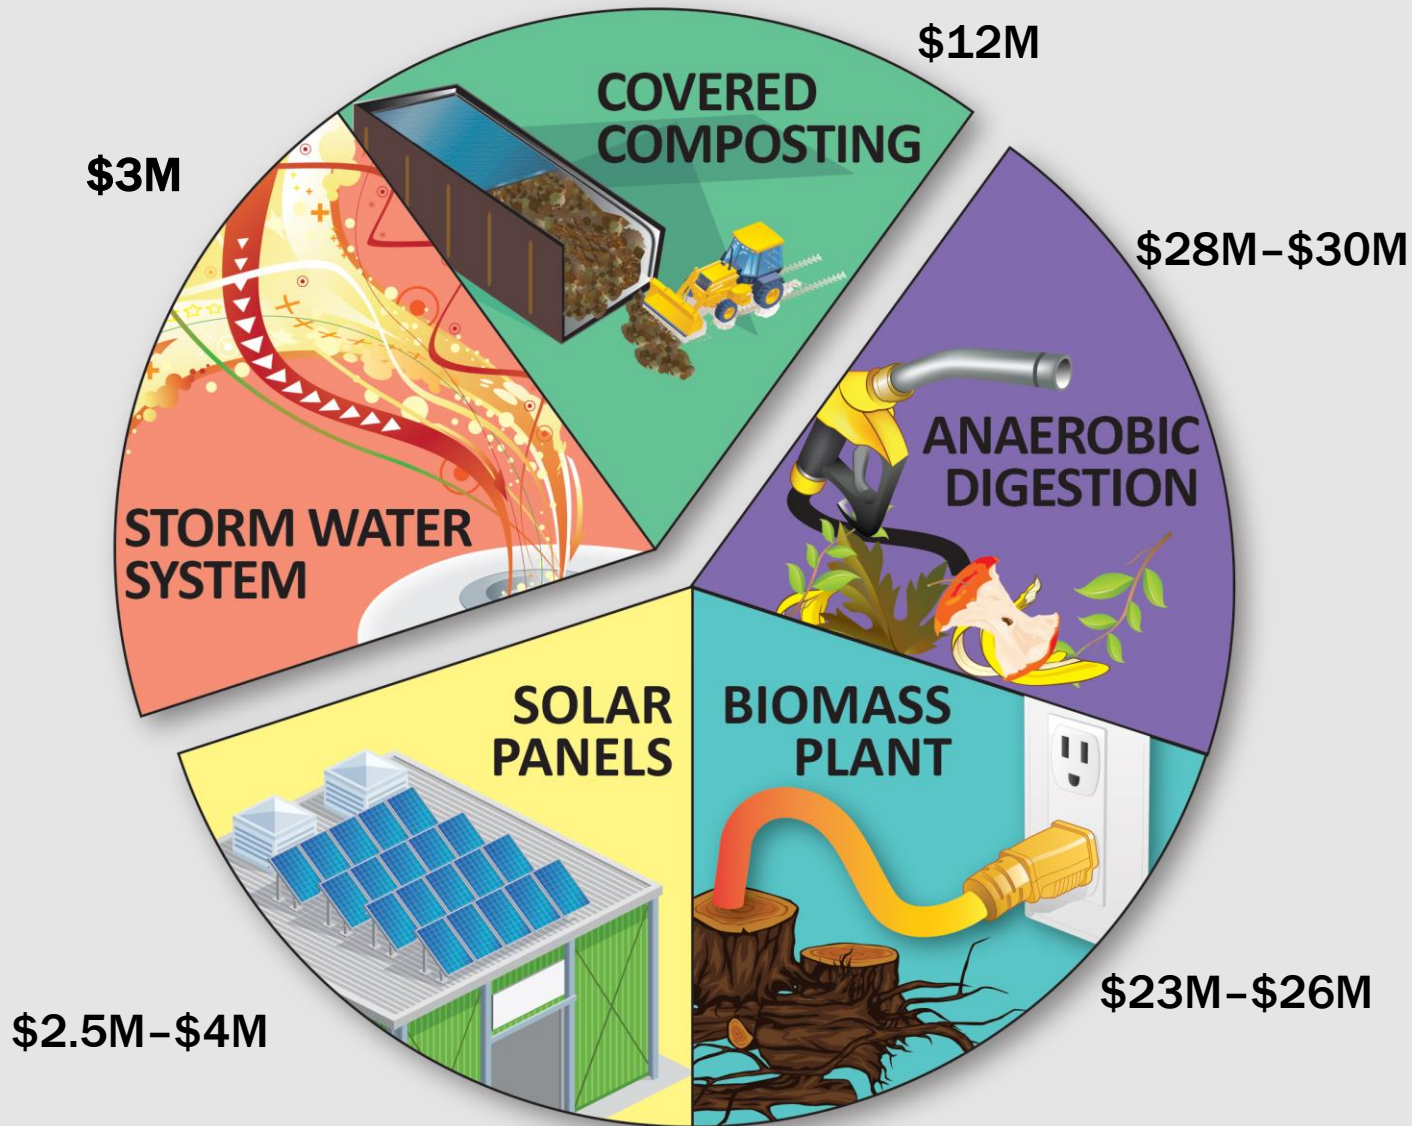 $12M
COVERED
COMPOSTING
$3M
$28M–$30M
ANAEROBIC
DIGESTION
STORM WATER
SYSTEM
SOLAR
PANELS
BIOMASS
PLANT
$23M–$26M
$2.5M–$4M